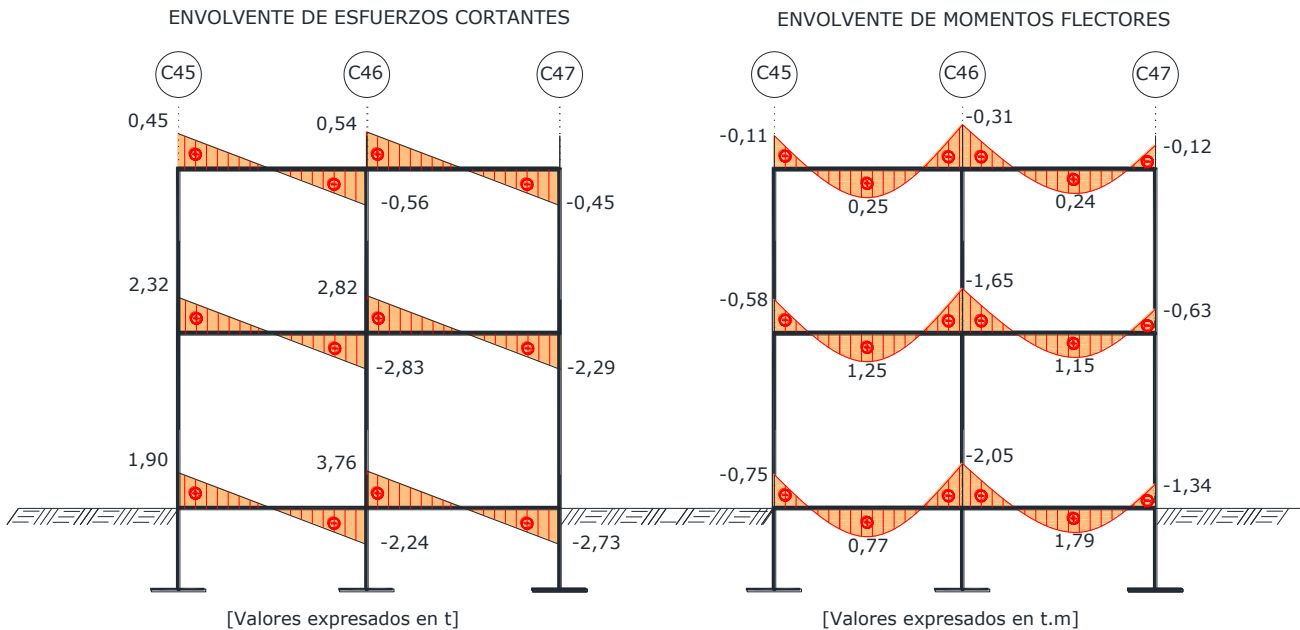 ENVOLVENTE DE ESFUERZOS CORTANTES
C45 C46 C47
0,45 0,54
-0,56 -0,45
2,32 2,82
-2,83 -2,29
1,90 3,76
-2,24 -2,73
[Valores expresados en t]
ENVOLVENTE DE MOMENTOS FLECTORES
C45 C46 C47
-0,11 -0,31 -0,12
0,25 0,24
-0,58 -1,65 -0,63
1,25 1,15
-0,75 -2,05 -1,34
0,77 1,79
[Valores expresados en t.m]